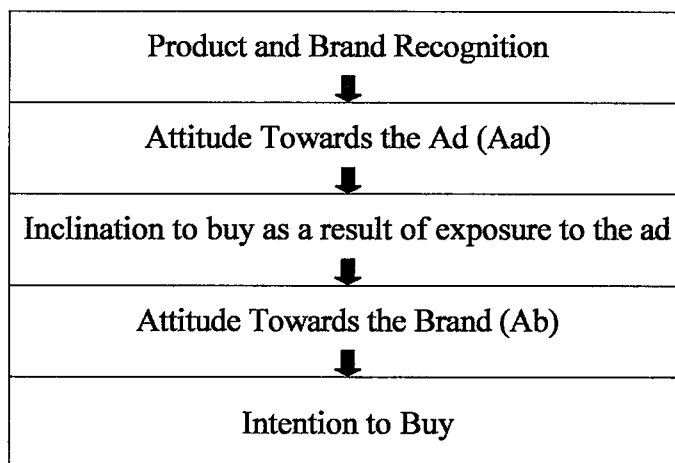 Product and Brand Recognition
Attitude Towards the Ad (Aad)
Inclination to buy as a result of exposure to the ad
Attitude Towards the Brand (Ab)
Intention to Buy